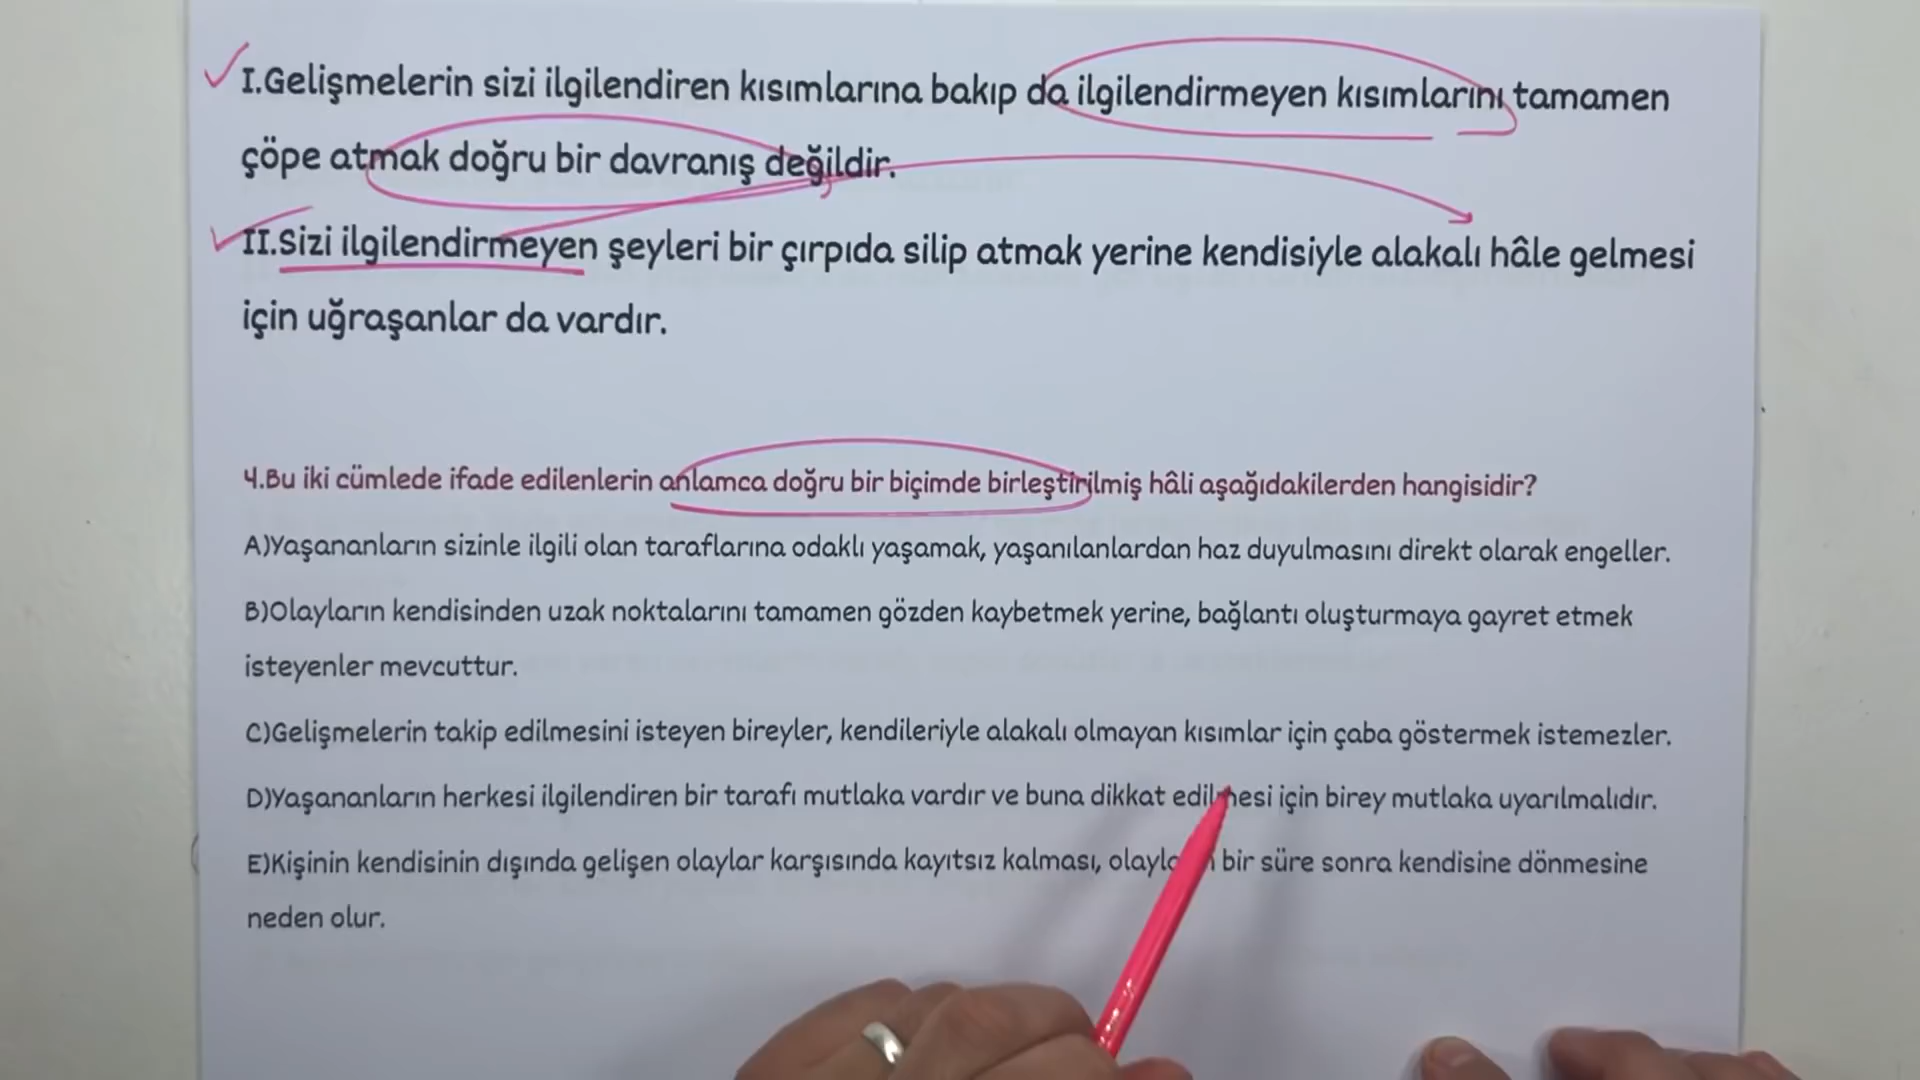 I.Gelişmelerin sizi ilgilendiren kısımlarına bakıp da ilgilendirmeyen kısımlarını tamamen
çöpe atmak doğru bir davranış değildir.
II.Sizi ilgilendirmeyen şeyleri bir çırpıda silip atmak yerine kendisiyle alakalı hâle gelmesi
için uğraşanlar da vardır.
4.Bu iki cümlede ifade edilenlerin anlamca doğru bir biçimde birleştirilmiş hâli aşağıdakilerden hangisidir?
A)Yaşananların sizinle ilgili olan taraflarına odaklı yaşamak, yaşanılanlardan haz duyulmasını direkt olarak engeller.
B)Olayların kendisinden uzak noktalarını tamamen gözden kaybetmek yerine, bağlantı oluşturmaya gayret etmek
isteyenler mevcuttur.
C)Gelişmelerin takip edilmesini isteyen bireyler, kendileriyle alakalı olmayan kısımlar için çaba göstermek istemezler.
D)Yaşananların herkesi ilgilendiren bir tarafı mutlaka vardır ve buna dikkat edilmesi için birey mutlaka uyarılmalıdır.
E)Kişinin kendisinin dışında gelişen olaylar karşısında kayıtsız kalması, bir süre sonra kendisine dönmesine
neden olur.